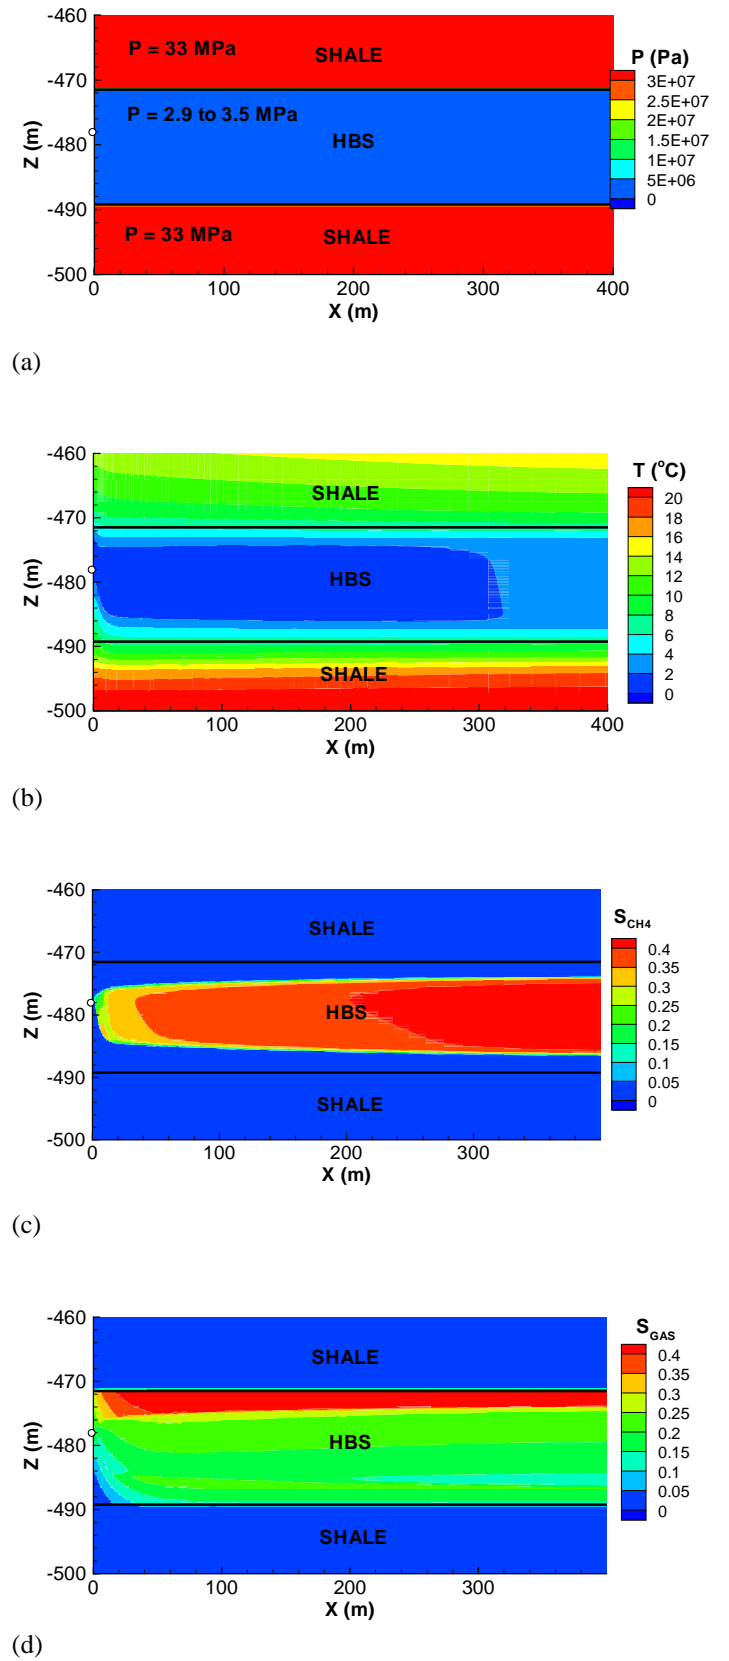 -460
P = 33 MPa
SHALE
P (Pa)
-470
3E+07
2.5E+07
P = 2.9 to 3.5 MPa
2E+07
Z (m)
-480
HBS
1.5E+07
1E+07
5E+06
-490
0
P = 33 MPa
SHALE
-500
0 100 200 300 400
X (m)
(a)
-460
T (°C)
SHALE
20
-470
18
16
14
Z (m)
-480
HBS
12
10
8
-490
6
4
SHALE
2
-500
0
0 100 200 300 400
X (m)
(b)
-460
SHALE
S CH4
-470
0.4
0.35
0.3
Z (m)
-480
HBS
0.25
0.2
0.15
-490
0.1
0.05
SHALE
0
-500
0 100 200 300
X (m)
(c)
-460
S GAS
SHALE
0.4
-470
0.35
0.3
0.25
Z (m)
-480
HBS
0.2
0.15
0.1
-490
0.05
0
SHALE
-500
0 100 200 300
X (m)
(d)